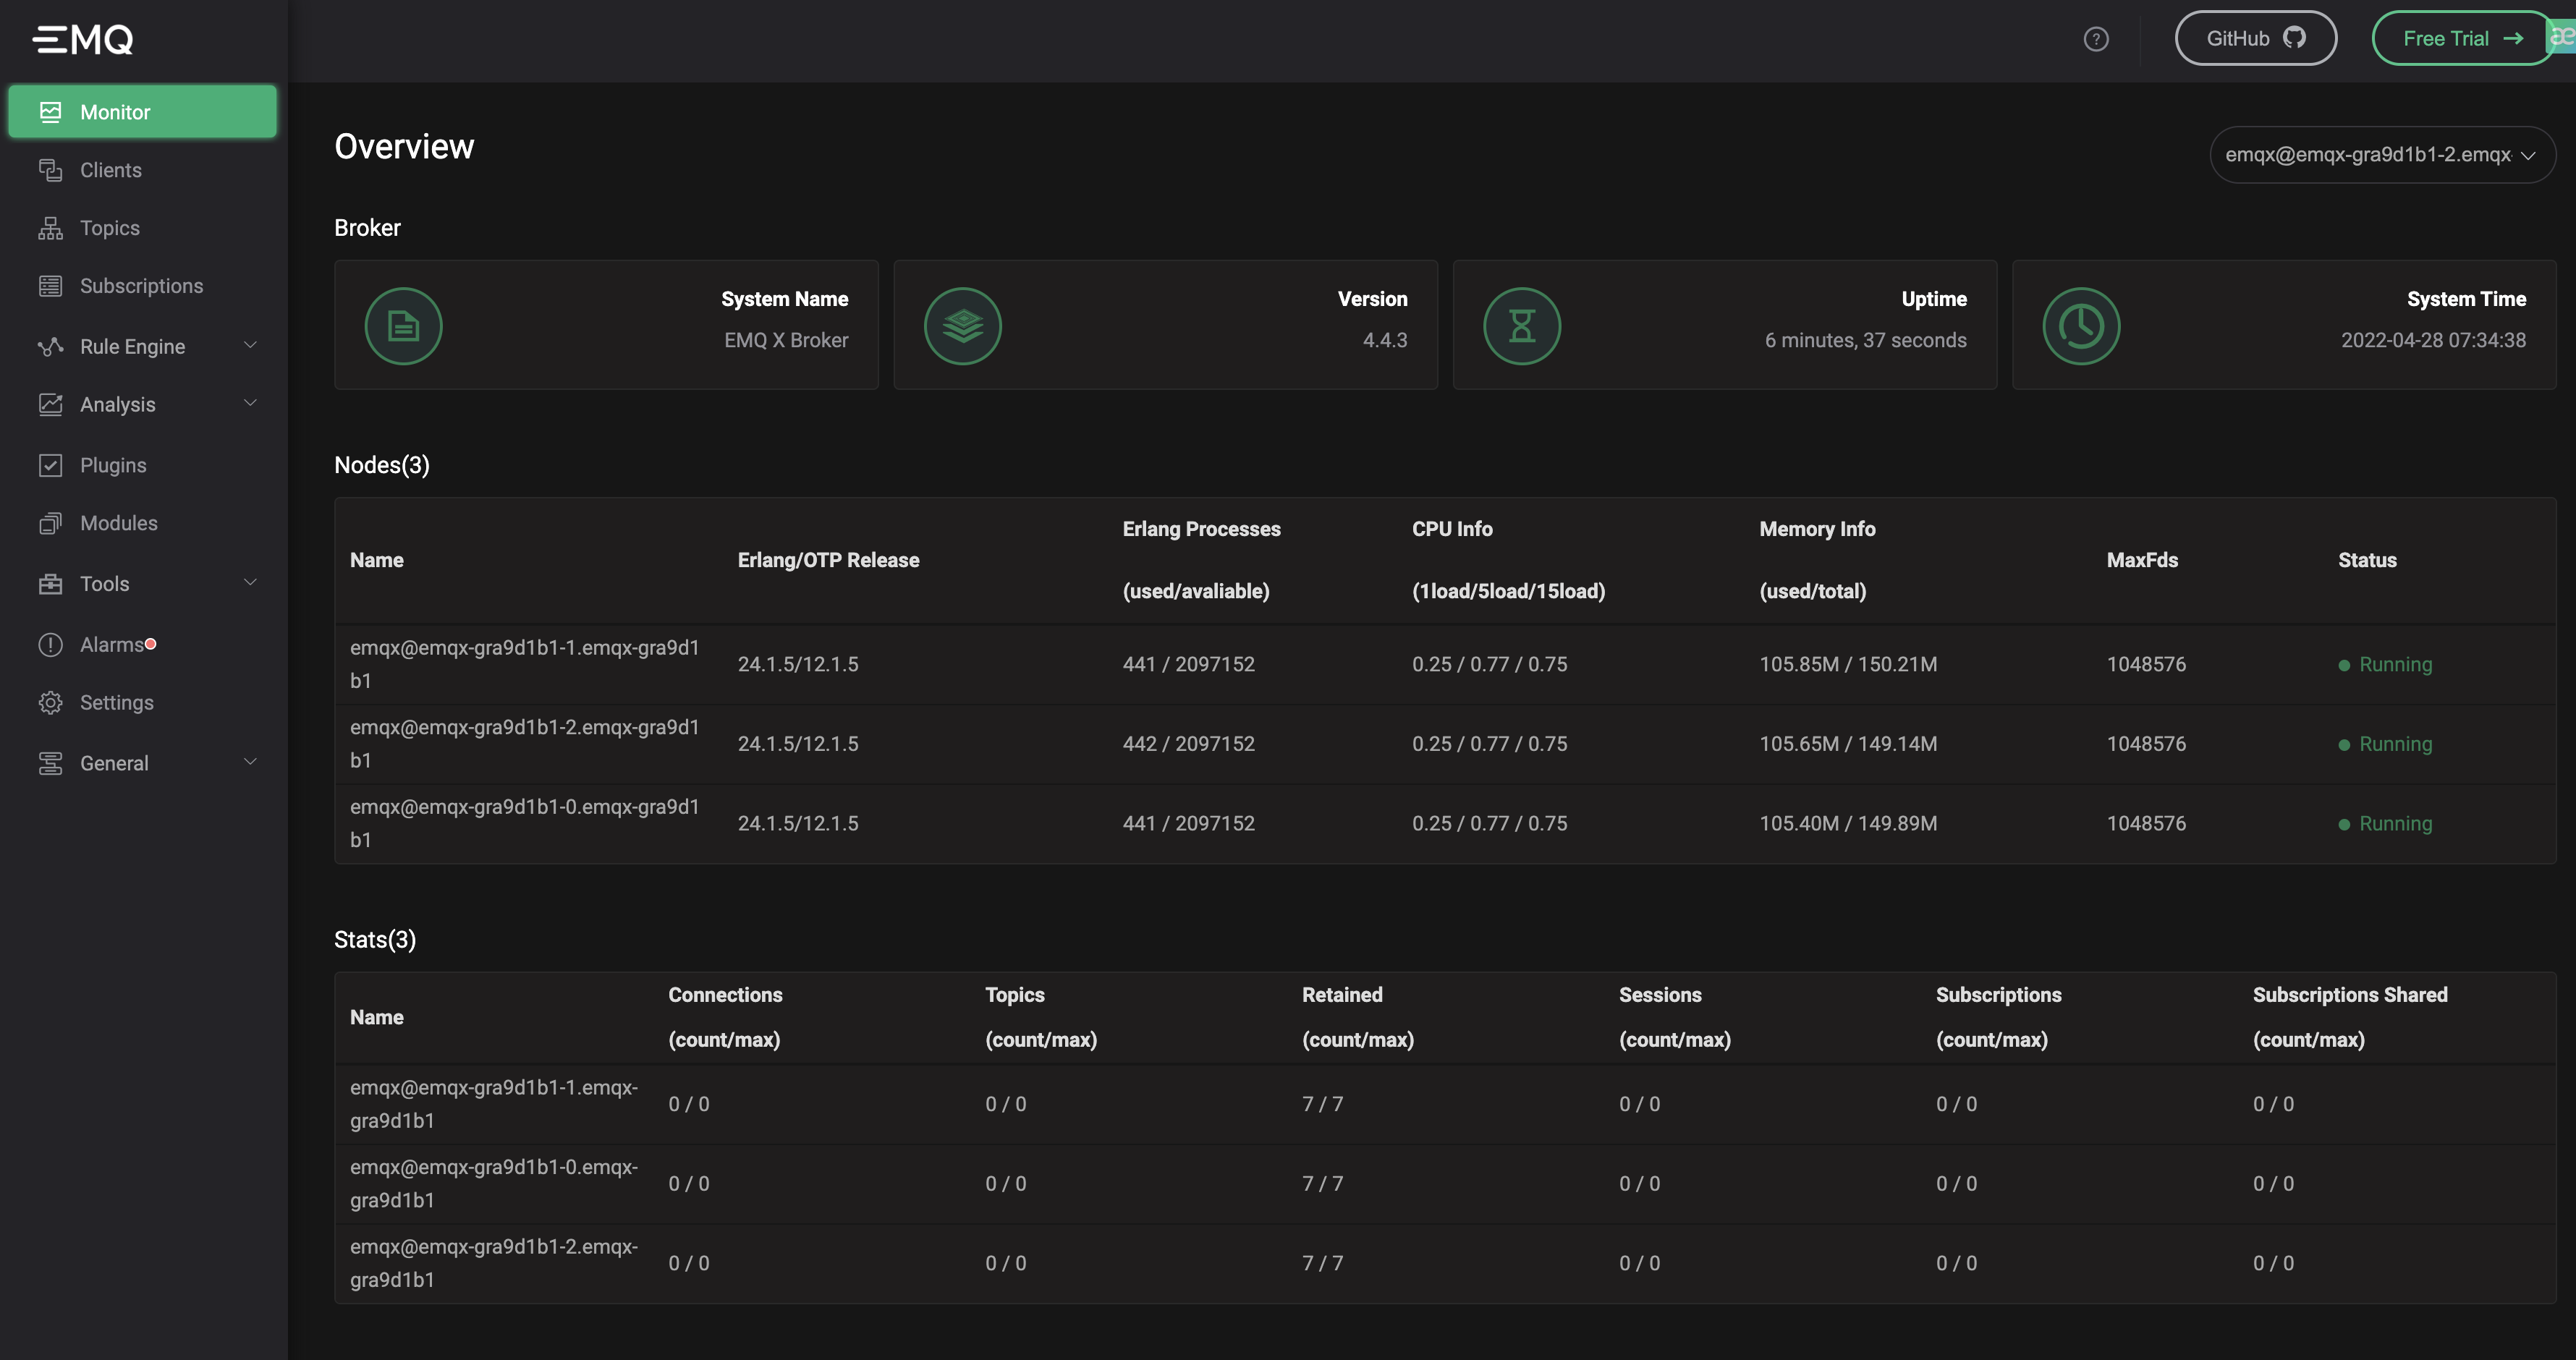 EMQ
GitHub
Free Trial →
æ
Monitor
Clients
Topics
Subscriptions
Rule Engine
Analysis
Plugins
Modules
Tools
Alarms
Settings
General
Overview
emqx@emqx-gra9d1b1-2.emqx-
Broker
System Name
EMQ X Broker
Version
4.4.3
Uptime
6 minutes, 37 seconds
System Time
2022-04-28 07:34:38
Nodes(3)
Name Erlang/OTP Release Erlang Processes (used/avaliable) CPU Info (1load/5load/15load) Memory Info (used/total) MaxFds Status
emqx@emqx-gra9d1b1-1.emqx-gra9d1
b1 24.1.5/12.1.5 441 / 2097152 0.25 / 0.77 / 0.75 105.85M / 150.21M 1048576 Running
emqx@emqx-gra9d1b1-2.emqx-gra9d1
b1 24.1.5/12.1.5 442 / 2097152 0.25 / 0.77 / 0.75 105.65M / 149.14M 1048576 Running
emqx@emqx-gra9d1b1-0.emqx-gra9d1
b1 24.1.5/12.1.5 441 / 2097152 0.25 / 0.77 / 0.75 105.40M / 149.89M 1048576 Running
Stats(3)
Name Connections (count/max) Topics (count/max) Retained (count/max) Sessions (count/max) Subscriptions (count/max) Subscriptions Shared (count/max)
emqx@emqx-gra9d1b1-1.emqx-
gra9d1b1 0 / 0 0 / 0 7 / 7 0 / 0 0 / 0 0 / 0
emqx@emqx-gra9d1b1-0.emqx-
gra9d1b1 0 / 0 0 / 0 7 / 7 0 / 0 0 / 0 0 / 0
emqx@emqx-gra9d1b1-2.emqx-
gra9d1b1 0 / 0 0 / 0 7 / 7 0 / 0 0 / 0 0 / 0